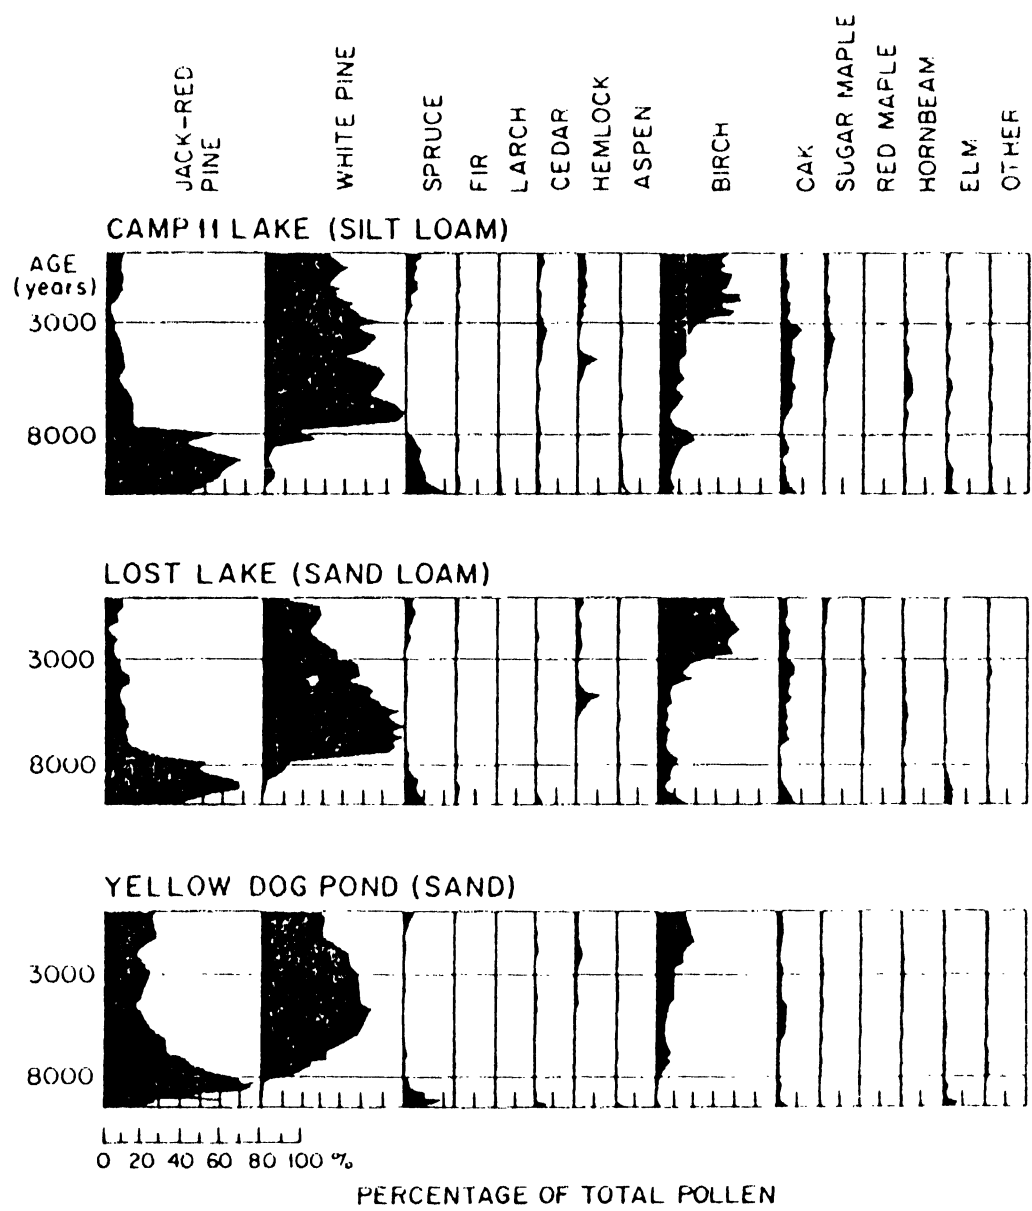 JACK-RED
PINE
WHITE PINE
SPRUCE
FIR
LARCH
CEDAR
HEMLOCK
ASPEN
BIRCH
OAK
SUGAR MAPLE
RED MAPLE
HORNBEAM
ELM
OTHER
CAMP 11 LAKE (SILT LOAM)
AGE
(years)
3000
8000
LOST LAKE (SAND LOAM)
3000
8000
YELLOW DOG POND (SAND)
3000
8000
0 20 40 60 80 100 %
PERCENTAGE OF TOTAL POLLEN